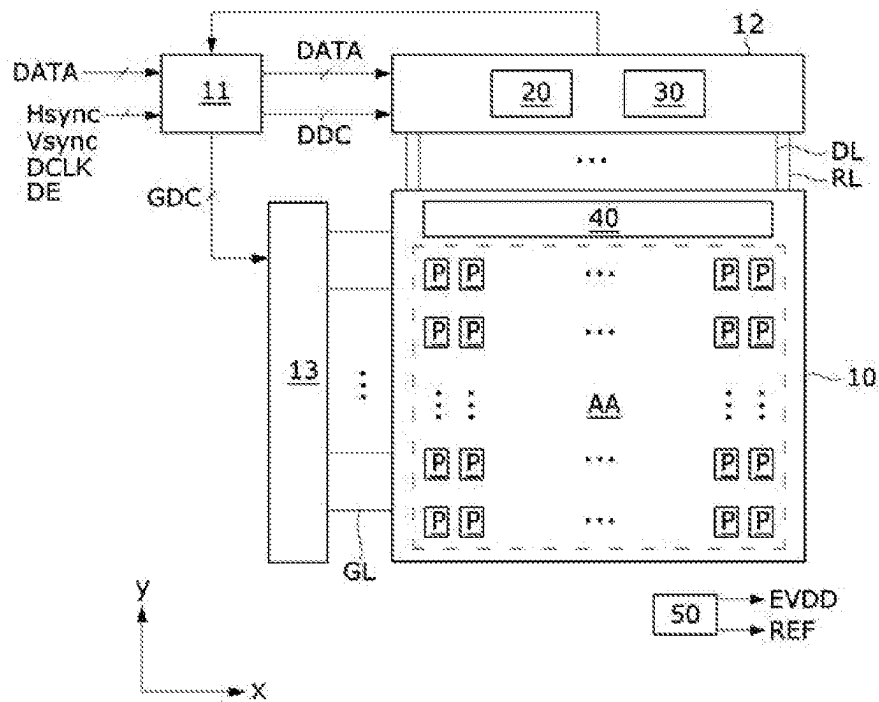 12
DATA
DATA
11
20
30
Hsync
Vsync
DCLK
DE
DDC
DL
RL
GDC
40
P P ... P P
P P ... P P
13
AA
10
P P ... P P
P P ... P P
GL
y
x
50
EVDD
REF